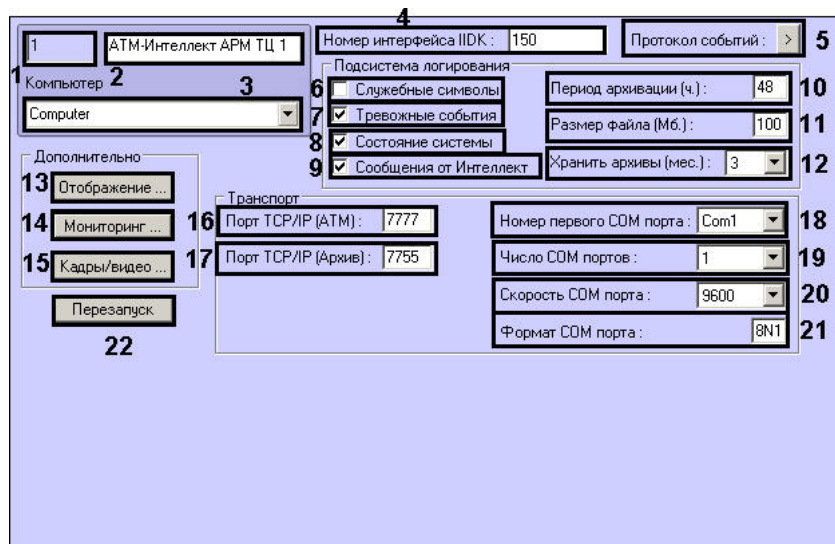 4
1 АТМ-Интеллект АРМ ТЦ 1 Номер интерфейса IIDK : 150 Протокол событий : > 5
1 2 Подсистема логирования
Компьютер 3 6 Служебные символы Период архивации (ч.) : 48 10
Computer 7 Тревожные события Размер файла (Мб.) : 100 11
8 Состояние системы
Дополнительно 9 Сообщения от Интеллект Хранить архивы (мес.) : 3 12
13 Отображение ... Транспорт
14 Мониторинг ... 16 Порт TCP/IP (АТМ) : 7777 Номер первого COM порта : Com1 18
15 Кадры/видео ... 17 Порт TCP/IP (Архив) : 7755 Число COM портов : 1 19
Перезапуск Скорость COM порта : 9600 20
22 Формат COM порта : 8N1 21